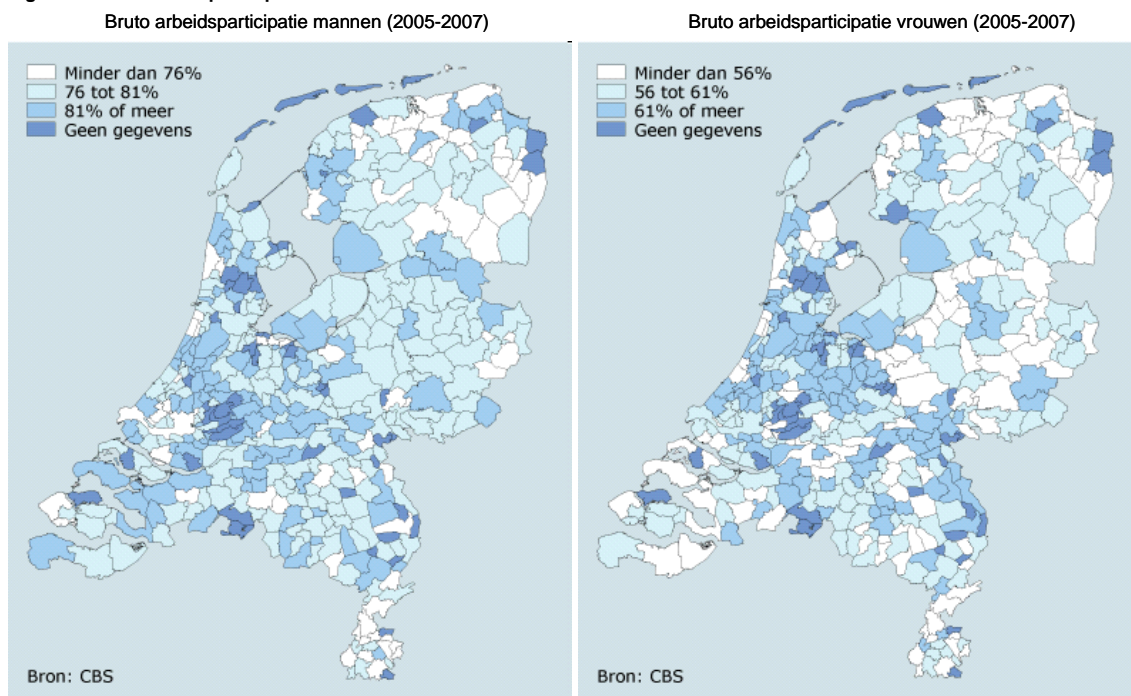 Bruto arbeidsparticipatie mannen (2005-2007)
Minder dan 76%
76 tot 81%
81% of meer
Geen gegevens
Bron: CBS
Bruto arbeidsparticipatie vrouwen (2005-2007)
Minder dan 56%
56 tot 61%
61% of meer
Geen gegevens
Bron: CBS